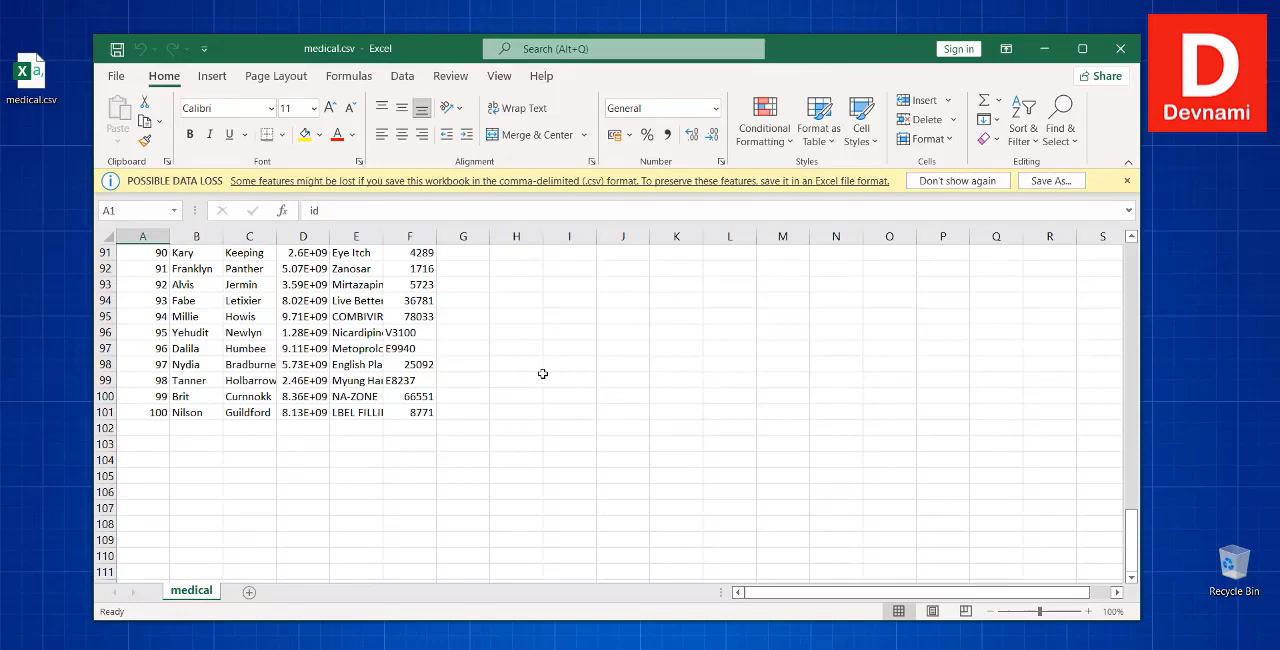 medical.csv - Excel
Search (Alt+Q)
Sign in
File Home Insert Page Layout Formulas Data Review View Help
Share
Paste
Calibri 11
Wrap Text
General
Merge & Center
Conditional Formatting
Format as Table
Cell Styles
Insert
Delete
Format
Sort & Filter
Find & Select
Clipboard Font Alignment Number Styles Cells Editing
POSSIBLE DATA LOSS Some features might be lost if you save this workbook in the comma-delimited (.csv) format. To preserve these features, save it in an Excel file format. Don't show again Save As...
A1 fx id
A B C D E F G H I J K L M N O P Q R S
91 90 Kary Keeping 2.6E+09 Eye Itch 4289
92 91 Franklyn Panther 5.07E+09 Zanosar 1716
93 92 Alvis Jermin 3.59E+09 Mirtazapin 5723
94 93 Fabe Letixier 8.02E+09 Live Better 36781
95 94 Millie Howis 9.71E+09 COMBIVIR 78033
96 95 Yehudit Newlyn 1.28E+09 Nicardipine V3100
97 96 Dalila Humbee 9.11E+09 Metoprolo E9940
98 97 Nydia Bradburne 5.73E+09 English Pla 25092
99 98 Tanner Holbarrow 2.46E+09 Myung Han E8237
100 99 Brit Curnnokk 8.36E+09 NA-ZONE 66551
101 100 Nilson Guildford 8.13E+09 LBEL FILLII 8771
102
103
104
105
106
107
108
109
110
111
medical
Ready 100%
medical.csv
D
Devnami
Recycle Bin